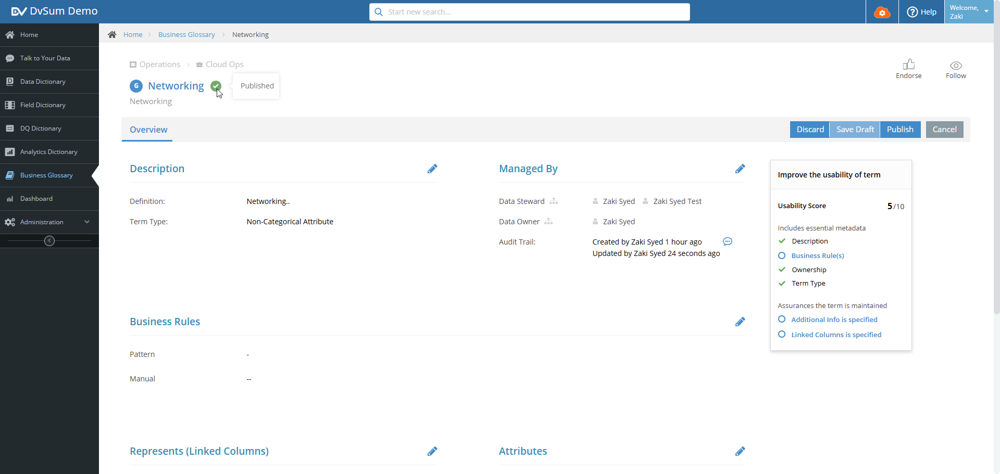 DvSum Demo
Start new search...
Help
Welcome,
Zaki
Home
Talk to Your Data
Data Dictionary
Field Dictionary
DQ Dictionary
Analytics Dictionary
Business Glossary
Dashboard
Administration
Home > Business Glossary > Networking
Operations > Cloud Ops
G Networking Published
Networking
Endorse
Follow
Overview
Discard Save Draft Publish Cancel
Description
Definition: Networking..
Term Type: Non-Categorical Attribute
Managed By
Data Steward Zaki Syed Zaki Syed Test
Data Owner Zaki Syed
Audit Trail: Created by Zaki Syed 1 hour ago
Updated by Zaki Syed 24 seconds ago
Improve the usability of term
Usability Score 5/10
Includes essential metadata
Description
Business Rule(s)
Ownership
Term Type
Assurances the term is maintained
Additional Info is specified
Linked Columns is specified
Business Rules
Pattern -
Manual --
Represents (Linked Columns)
Attributes